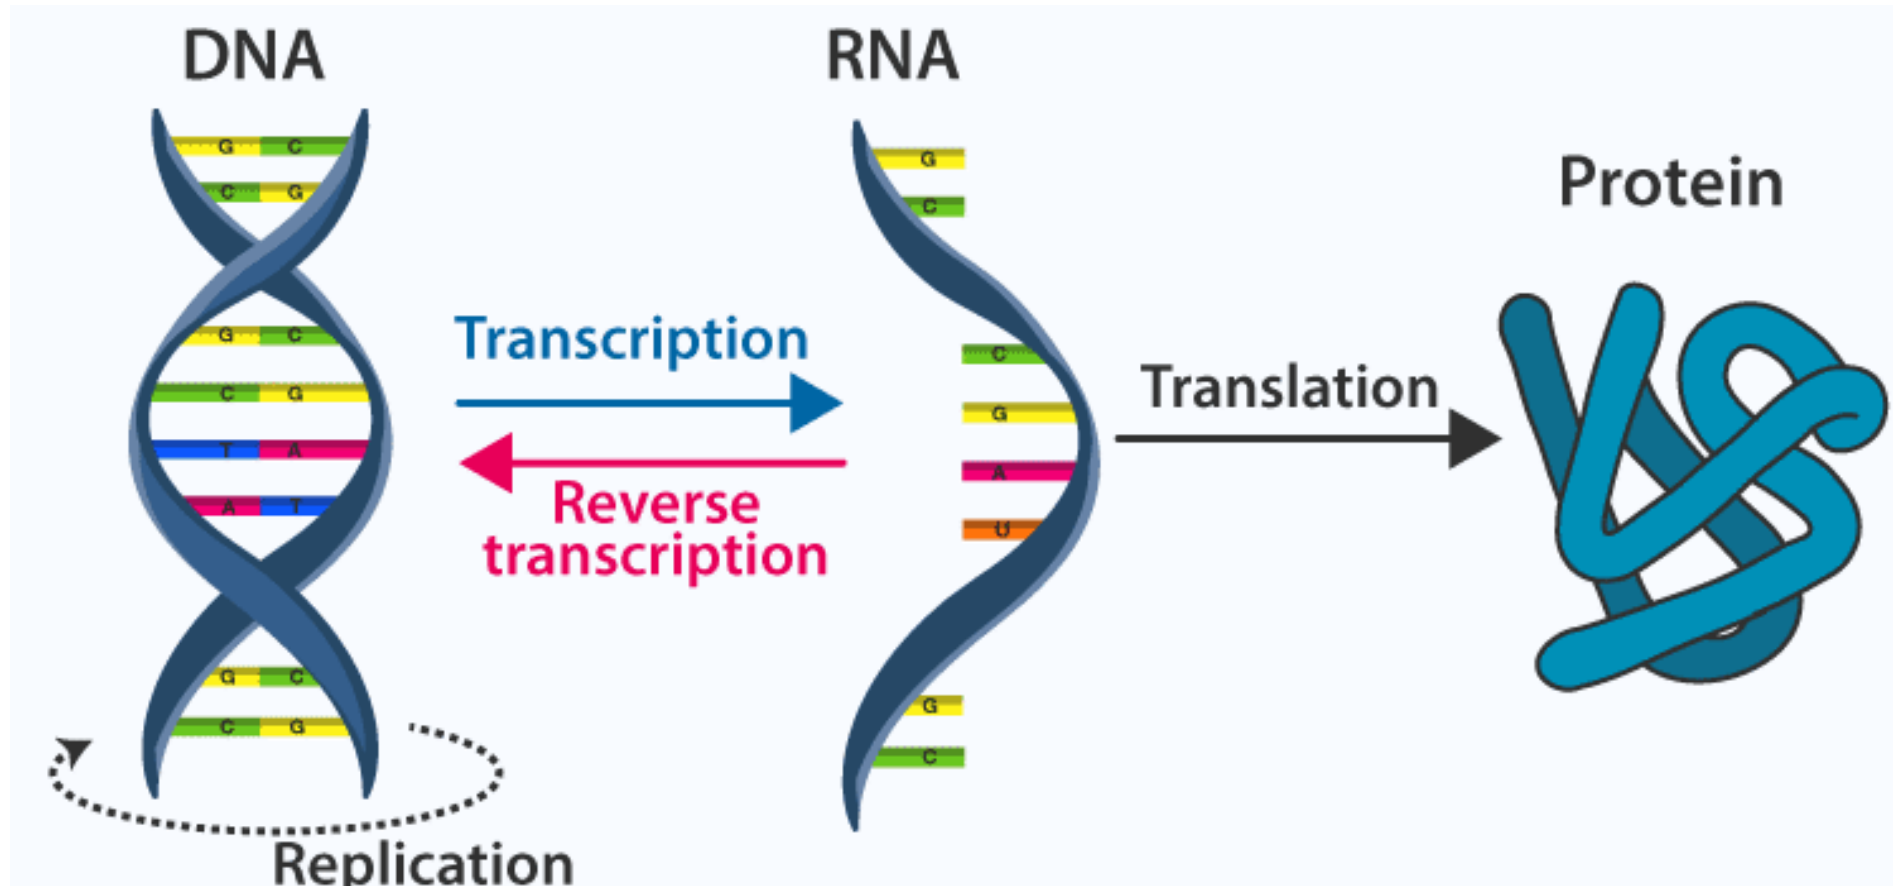 DNA
RNA
Protein
G C
C G
G C
C G
T A
A T
G C
C G
Transcription
Reverse
transcription
G
C
C
G
A
U
G
C
Translation
Replication